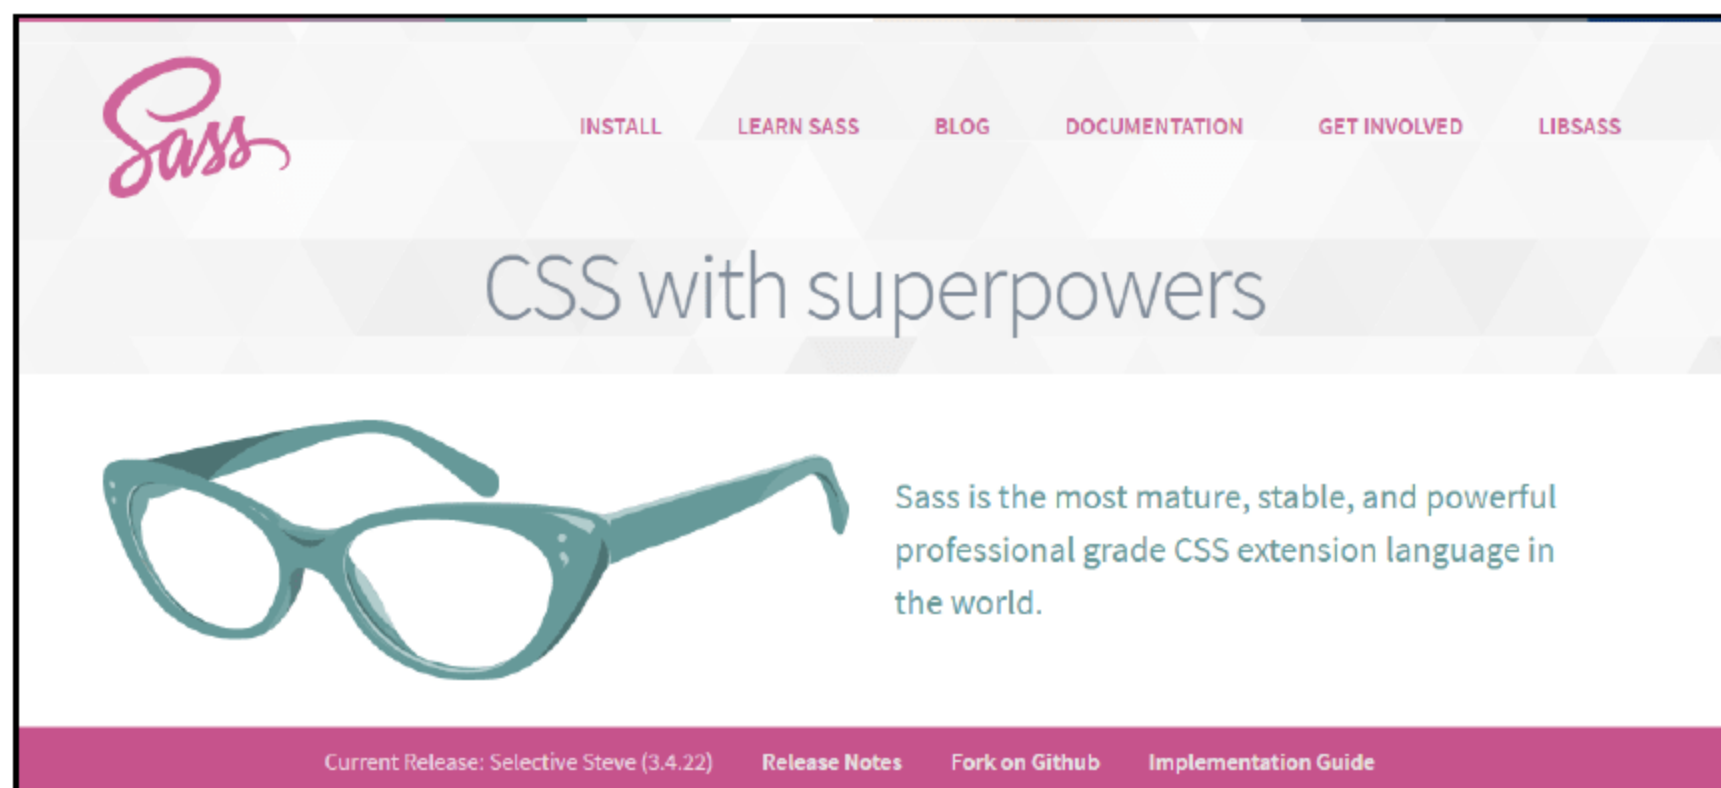 Sass
INSTALL LEARN SASS BLOG DOCUMENTATION GET INVOLVED LIBSASS
CSS with superpowers
Sass is the most mature, stable, and powerful
professional grade CSS extension language in
the world.
Current Release: Selective Steve (3.4.22) Release Notes Fork on Github Implementation Guide